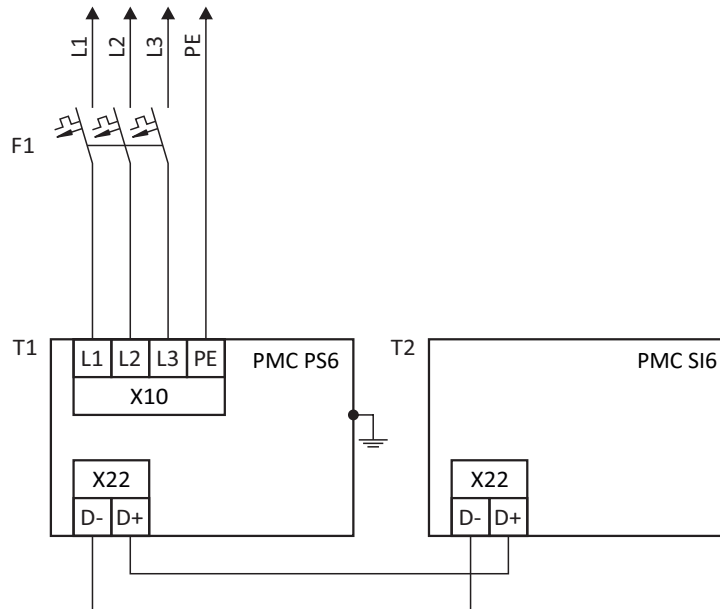 L1
L2
L3
PE
F1
T1
L1 L2 L3 PE
PMC PS6
X10
X22
D- D+
T2
PMC SI6
X22
D- D+